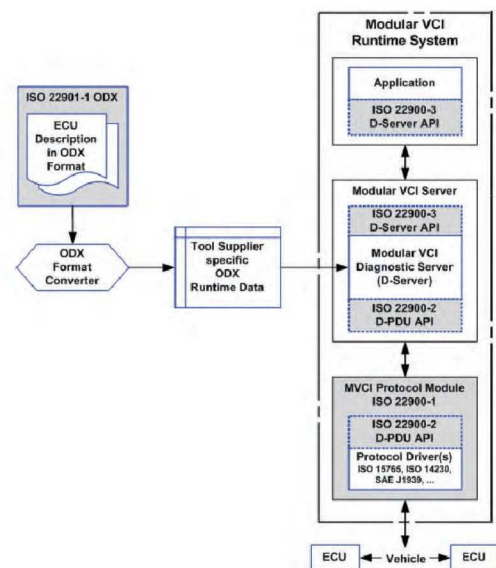 Modular VCI
Runtime System
Application
ISO 22900-3
D-Server API
ISO 22901-1 ODX
ECU
Description
in ODX
Format
Modular VCI Server
ISO 22900-3
D-Server API
Modular VCI
Diagnostic Server
(D-Server)
ISO 22900-2
D-PDU API
ODX
Format
Converter
Tool Supplier
specific
ODX
Runtime Data
MVCI Protocol Module
ISO 22900-1
ISO 22900-2
D-PDU API
Protocol Driver(s)
ISO 15765, ISO 14230,
SAE J1939, ...
ECU
Vehicle
ECU